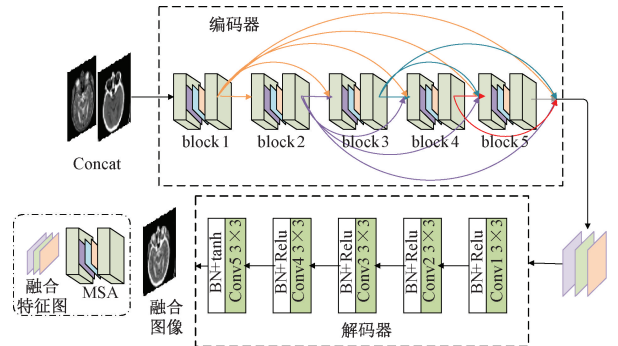 编码器
Concat
block 1
block 2
block 3
block 4
block 5
融合
特征图
MSA
融合
图像
BN+tanh
Conv5 3×3
BN+Relu
Conv4 3×3
BN+Relu
Conv3 3×3
BN+Relu
Conv2 3×3
BN+Relu
Conv1 3×3
解码器